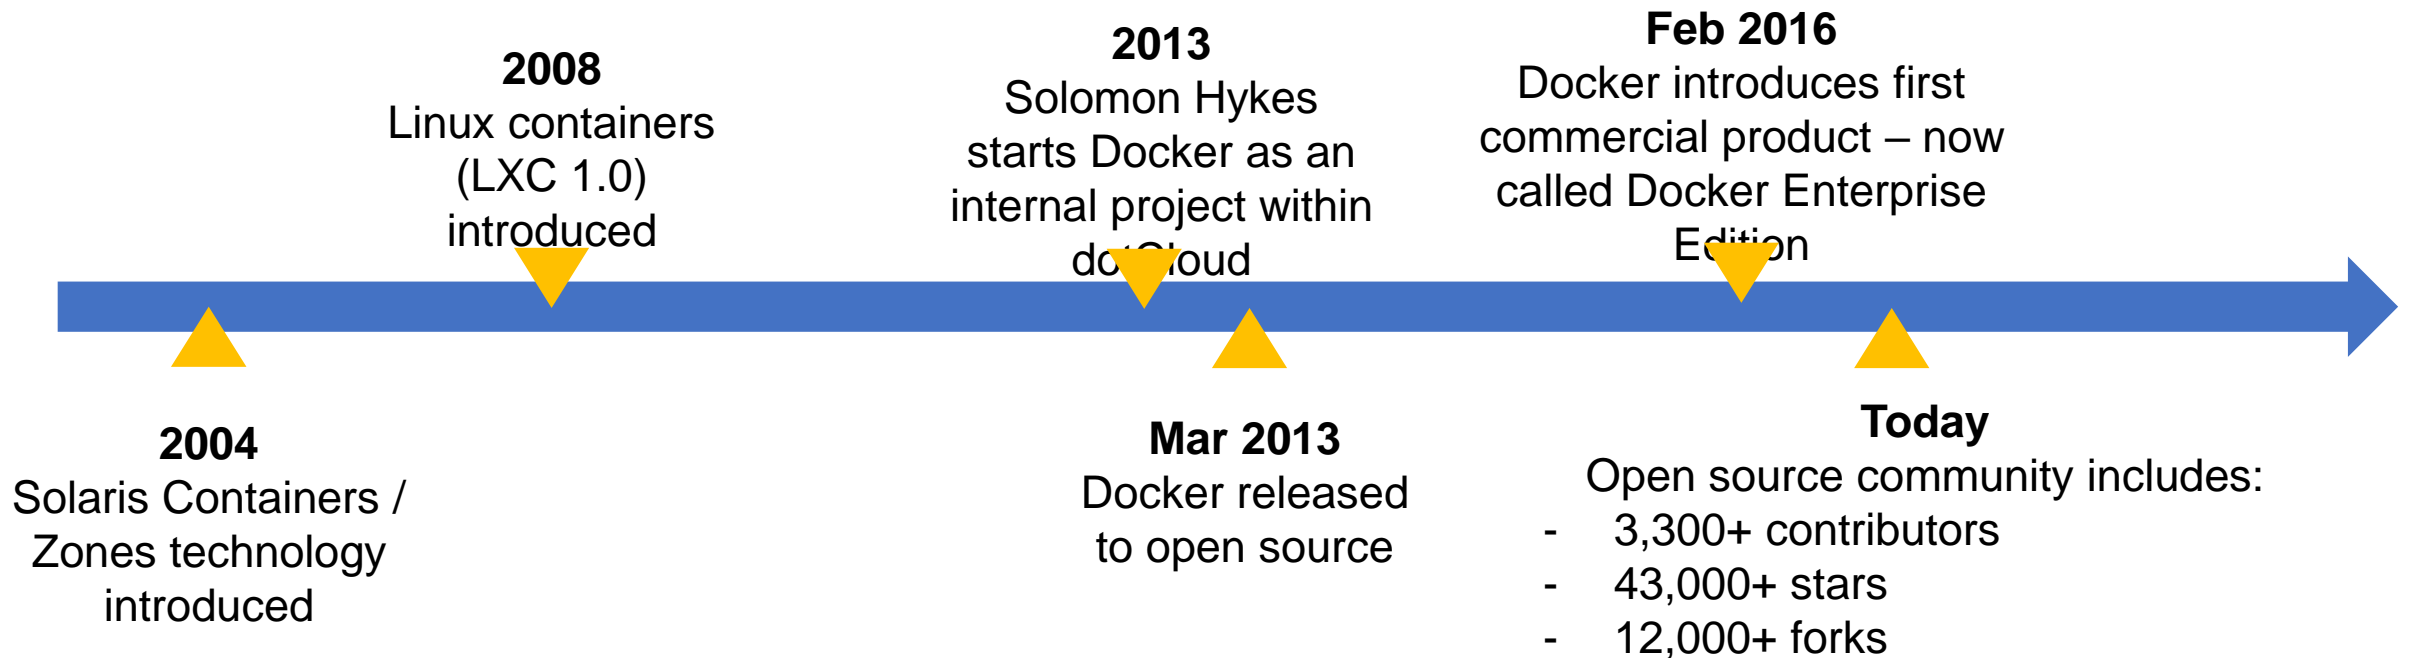 2008
Linux containers
(LXC 1.0)
introduced
2013
Solomon Hykes
starts Docker as an
internal project within
dotCloud
Feb 2016
Docker introduces first
commercial product – now
called Docker Enterprise
Edition
2004
Solaris Containers /
Zones technology
introduced
Mar 2013
Docker released
to open source
Today
Open source community includes:
- 3,300+ contributors
- 43,000+ stars
- 12,000+ forks